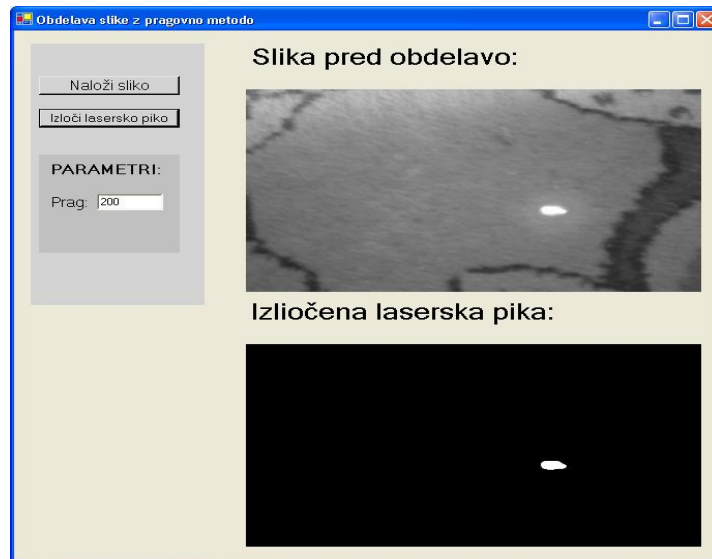 Obdelava slike z pragovno metodo
Naloži sliko
Izloči lasersko piko
PARAMETRI:
Prag: 200
Slika pred obdelavo:
Izliočena laserska pika: